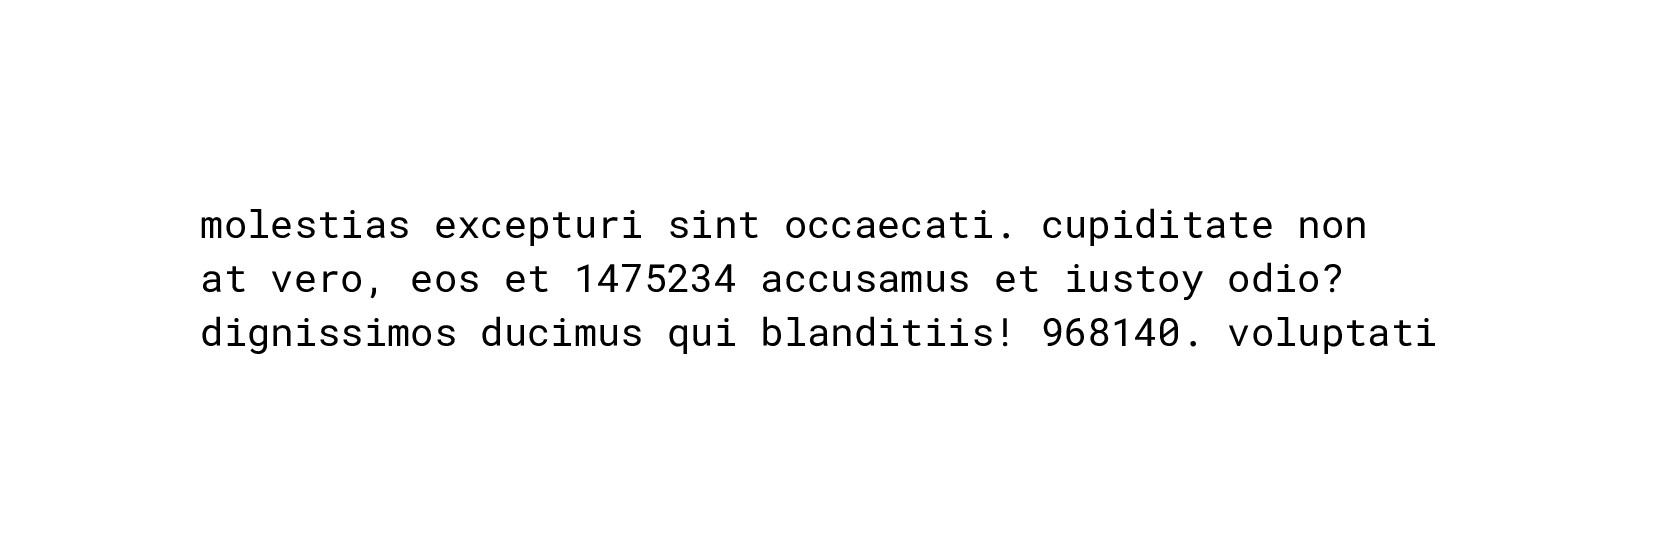 molestias excepturi sint occaecati. cupiditate non
at vero, eos et 1475234 accusamus et iustoy odio?
dignissimos ducimus qui blanditiis! 968140. voluptati